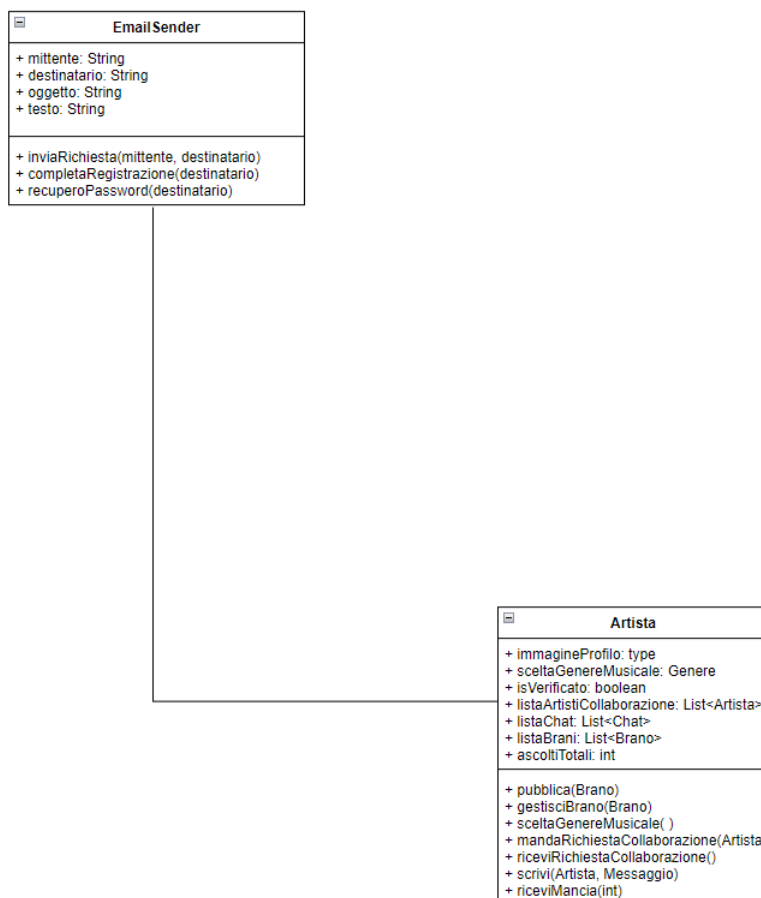 EmailSender
+ mittente: String
+ destinatario: String
+ oggetto: String
+ testo: String
+ inviaRichiesta(mittente, destinatario)
+ completaRegistrazione(destinatario)
+ recuperoPassword(destinatario)
Artista
+ immagineProfilo: type
+ sceltaGenereMusicale: Genere
+ isVerificato: boolean
+ listaArtistiCollaborazione: List<Artista>
+ listaChat: List<Chat>
+ listaBrani: List<Brano>
+ ascoltiTotali: int
+ pubblica(Brano)
+ gestisciBrano(Brano)
+ sceltaGenereMusicale( )
+ mandaRichiestaCollaborazione(Artista
+ riceviRichiestaCollaborazione()
+ scrivi(Artista, Messaggio)
+ riceviMancia(int)